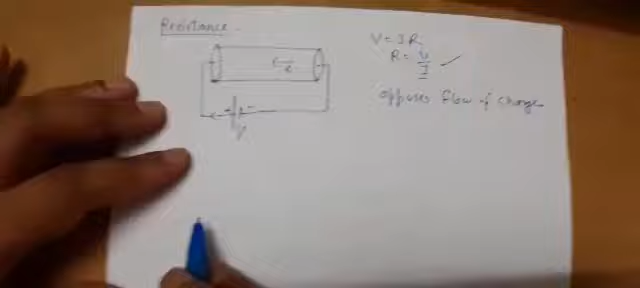 Resistance.
V = IR
R = V/I ✓
opposes flow of charge
← e
+ -
V